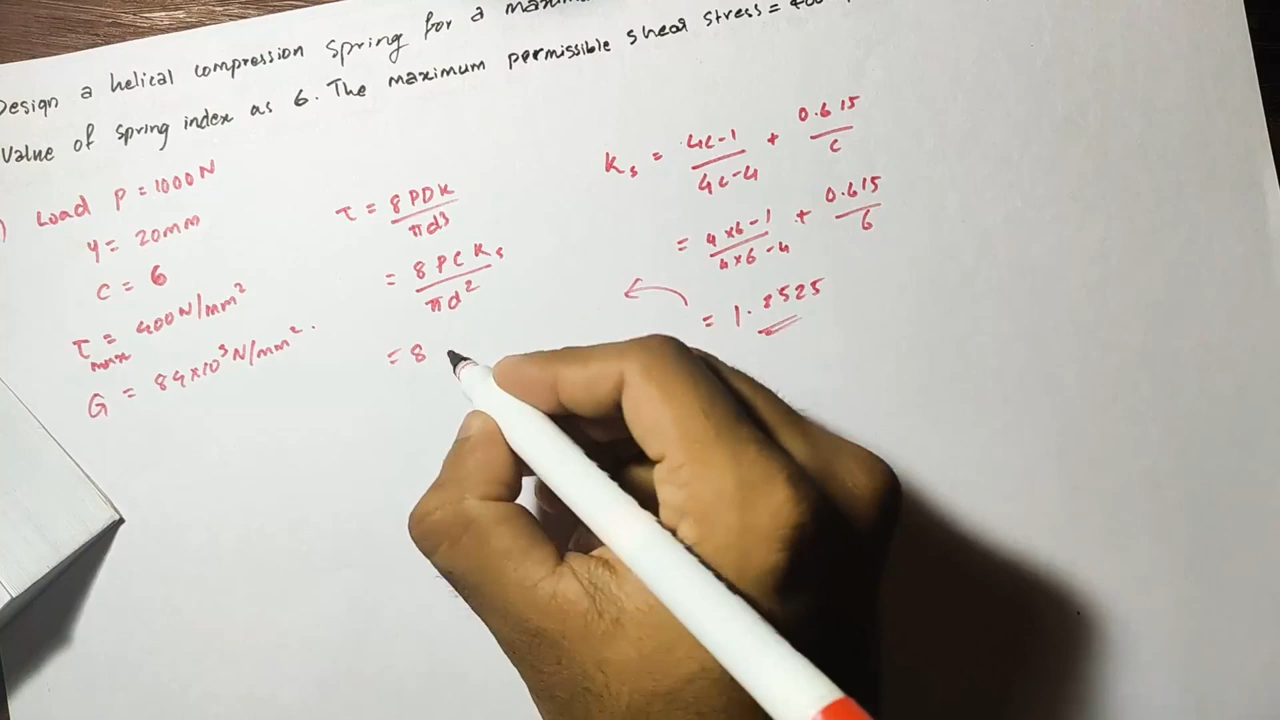 Design a helical compression spring for a
Value of spring index as 6. The maximum permissible shear stress =
Load P = 1000N
y = 20mm
C = 6
τmax = 400N/mm²
G = 84×10³N/mm².
τ = 8PDK/πd³
= 8PCKs/πd²
= 8
Ks = 4C-1/4C-4 + 0.615/C
= 4×6-1/4×6-4 + 0.615/6
= 1.2525